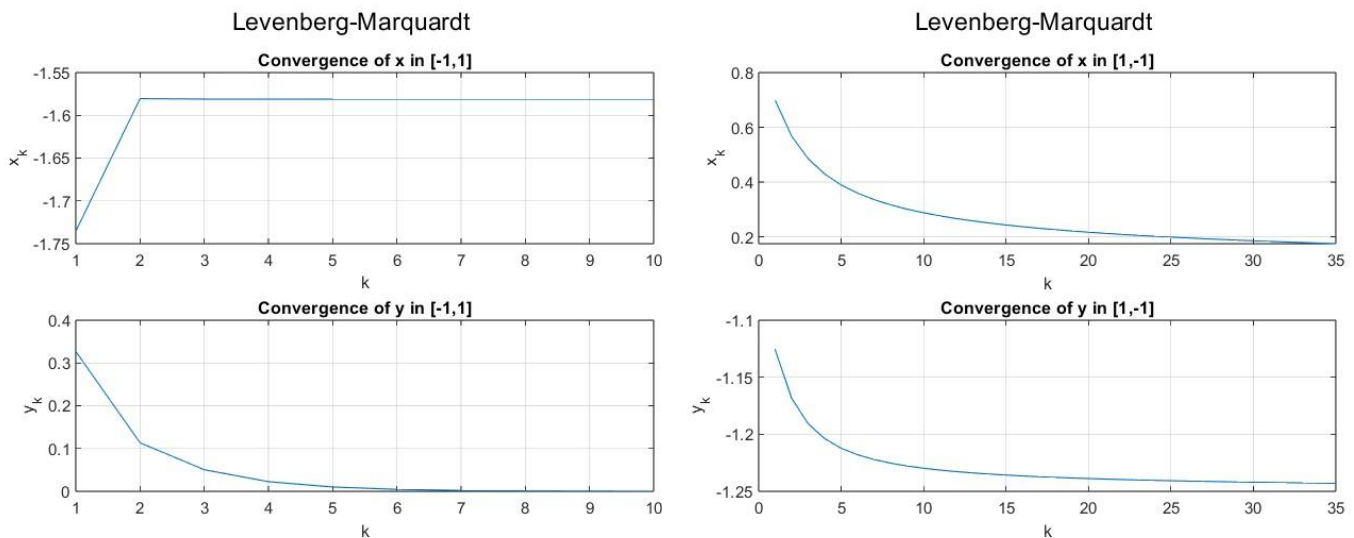 Levenberg-Marquardt
Convergence of x in [-1,1]
-1.55
-1.6
-1.65
-1.7
-1.75
x_k
1 2 3 4 5 6 7 8 9 10
k
Convergence of y in [-1,1]
0.4
0.3
0.2
0.1
0
y_k
1 2 3 4 5 6 7 8 9 10
k
Levenberg-Marquardt
Convergence of x in [1,-1]
0.8
0.6
0.4
0.2
x_k
0 5 10 15 20 25 30 35
k
Convergence of y in [1,-1]
-1.1
-1.15
-1.2
-1.25
y_k
0 5 10 15 20 25 30 35
k